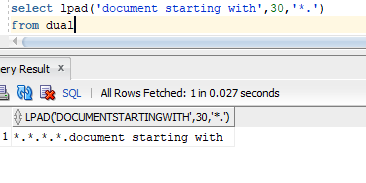 select lpad('document starting with',30,'*.')
from dual
ery Result x
SQL | All Rows Fetched: 1 in 0.027 seconds
LPAD('DOCUMENTSTARTINGWITH',30,'*.')
1 *.*.*.*.document starting with